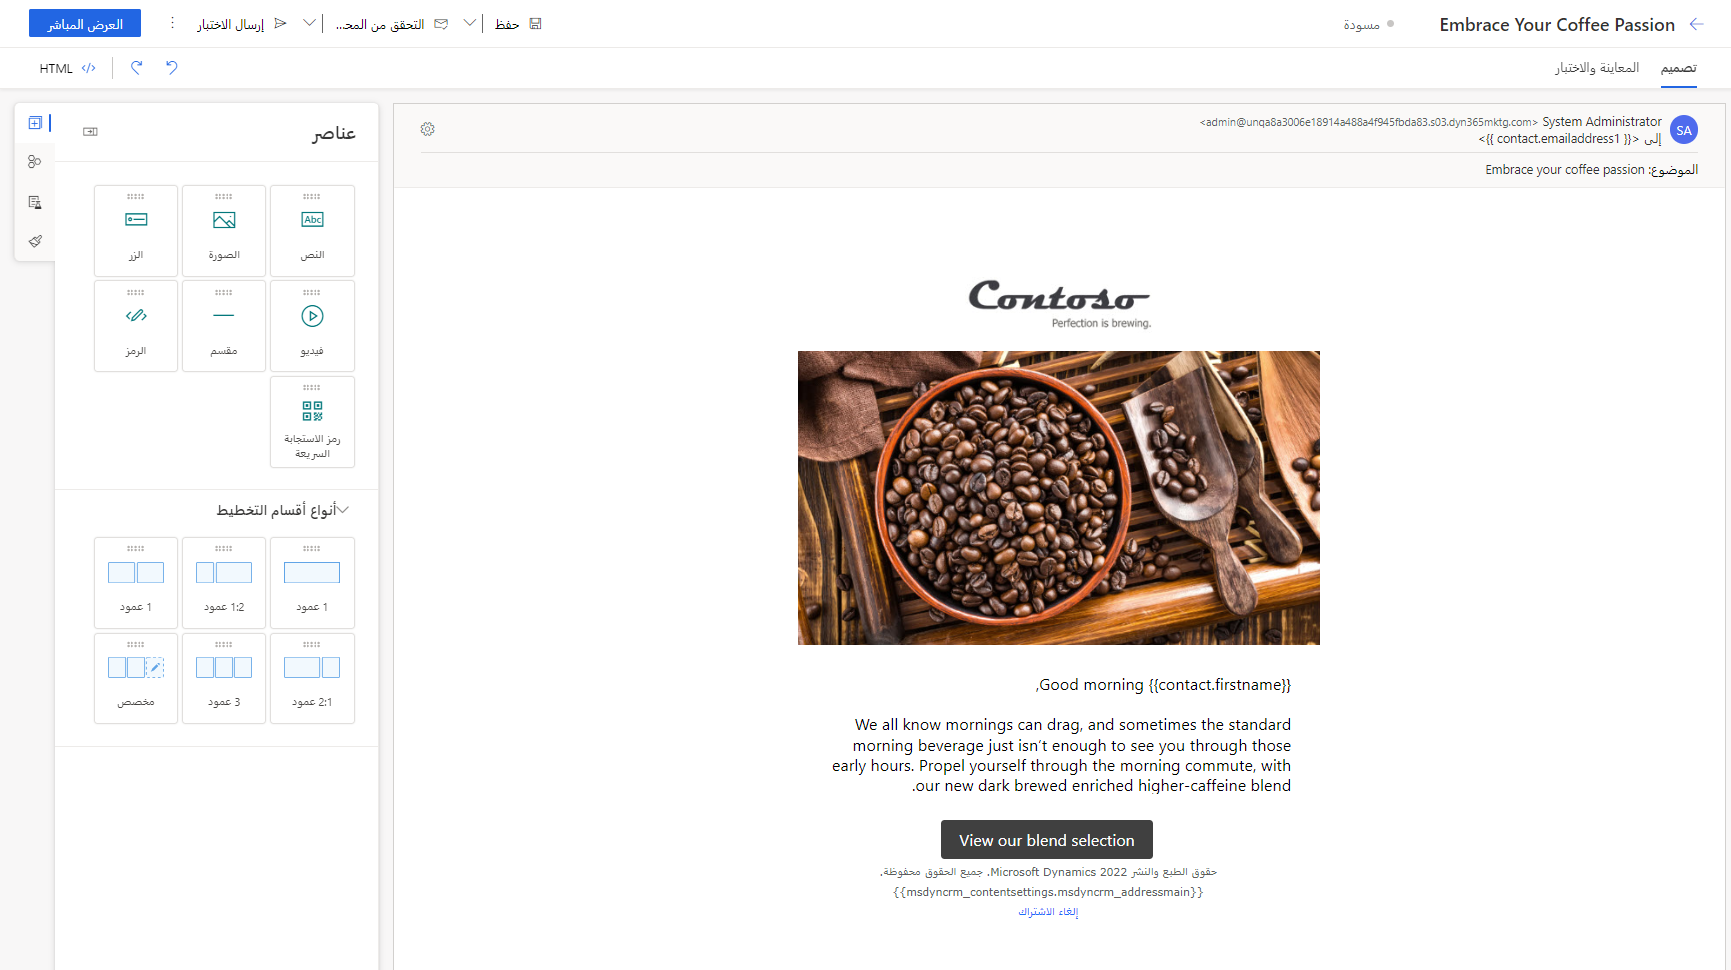 Embrace Your Coffee Passion
مسودة
حفظ
التحقق من المحـ...
إرسال الاختبار
العرض المباشر
تصميم
المعاينة والاختبار
HTML
SA
System Administrator <admin@unqa8a3006e18914a488a4f945fbda83.s03.dyn365mktg.com>
إلى <{{ contact.emailaddress1 }}>
الموضوع: Embrace your coffee passion
عناصر
Abc
النص
الصورة
الزر
فيديو
مقسم
الرمز
رمز الاستجابة
السريعة
أنواع أقسام التخطيط
1 عمود
1:2 عمود
1 عمود
2:1 عمود
3 عمود
مخصص
Contoso
Perfection is brewing.
Good morning {{contact.firstname}},
We all know mornings can drag, and sometimes the standard
morning beverage just isn't enough to see you through those
early hours. Propel yourself through the morning commute, with
our new dark brewed enriched higher-caffeine blend.
View our blend selection
حقوق الطبع والنشر 2022 Microsoft Dynamics. جميع الحقوق محفوظة.
{{msdyncrm_contentsettings.msdyncrm_addressmain}}
إلغاء الاشتراك